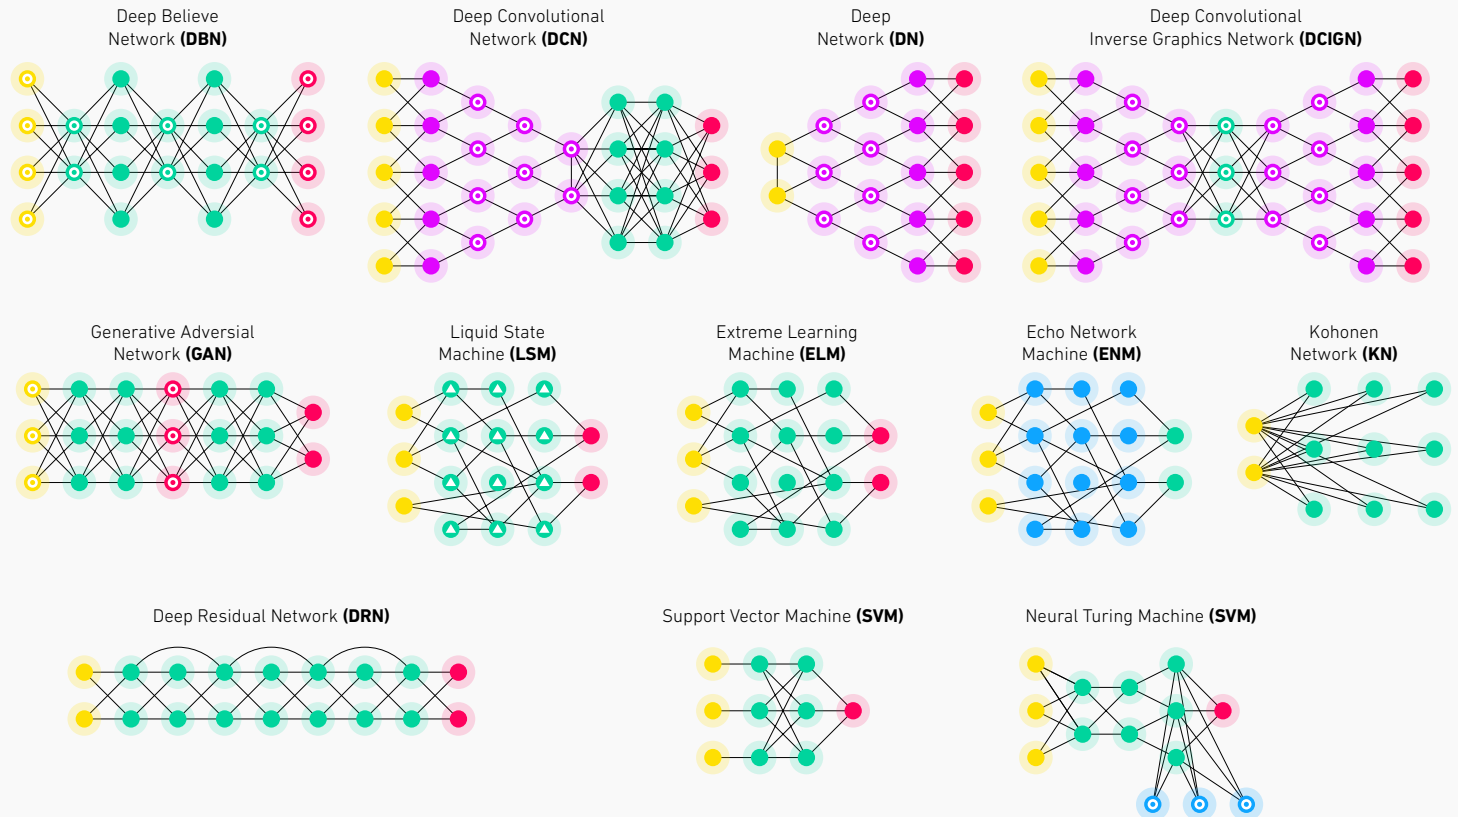 Deep Believe
Network (DBN)
Deep Convolutional
Network (DCN)
Deep
Network (DN)
Deep Convolutional
Inverse Graphics Network (DCIGN)
Generative Adversial
Network (GAN)
Liquid State
Machine (LSM)
Extreme Learning
Machine (ELM)
Echo Network
Machine (ENM)
Kohonen
Network (KN)
Deep Residual Network (DRN)
Support Vector Machine (SVM)
Neural Turing Machine (SVM)